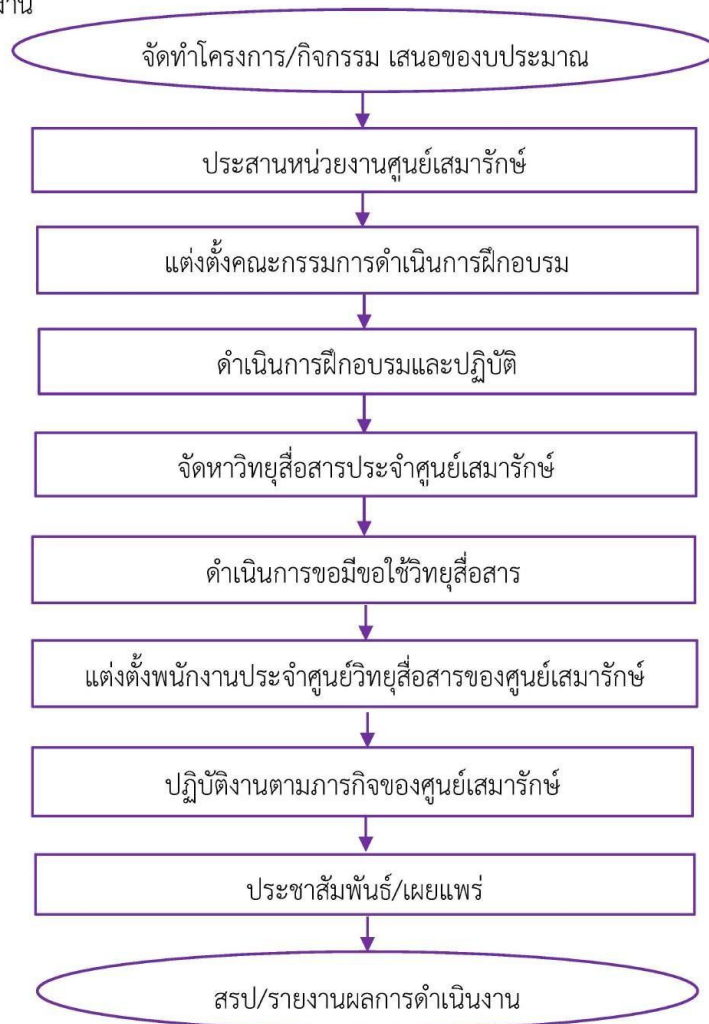 งาน
จัดทำโครงการ/กิจกรรม เสนอของบประมาณ
ประสานหน่วยงานศูนย์เสมารักษ์
แต่งตั้งคณะกรรมการดำเนินการฝึกอบรม
ดำเนินการฝึกอบรมและปฏิบัติ
จัดหาวิทยุสื่อสารประจำศูนย์เสมารักษ์
ดำเนินการขอมีขอใช้วิทยุสื่อสาร
แต่งตั้งพนักงานประจำศูนย์วิทยุสื่อสารของศูนย์เสมารักษ์
ปฏิบัติงานตามภารกิจของศูนย์เสมารักษ์
ประชาสัมพันธ์/เผยแพร่
สรุป/รายงานผลการดำเนินงาน